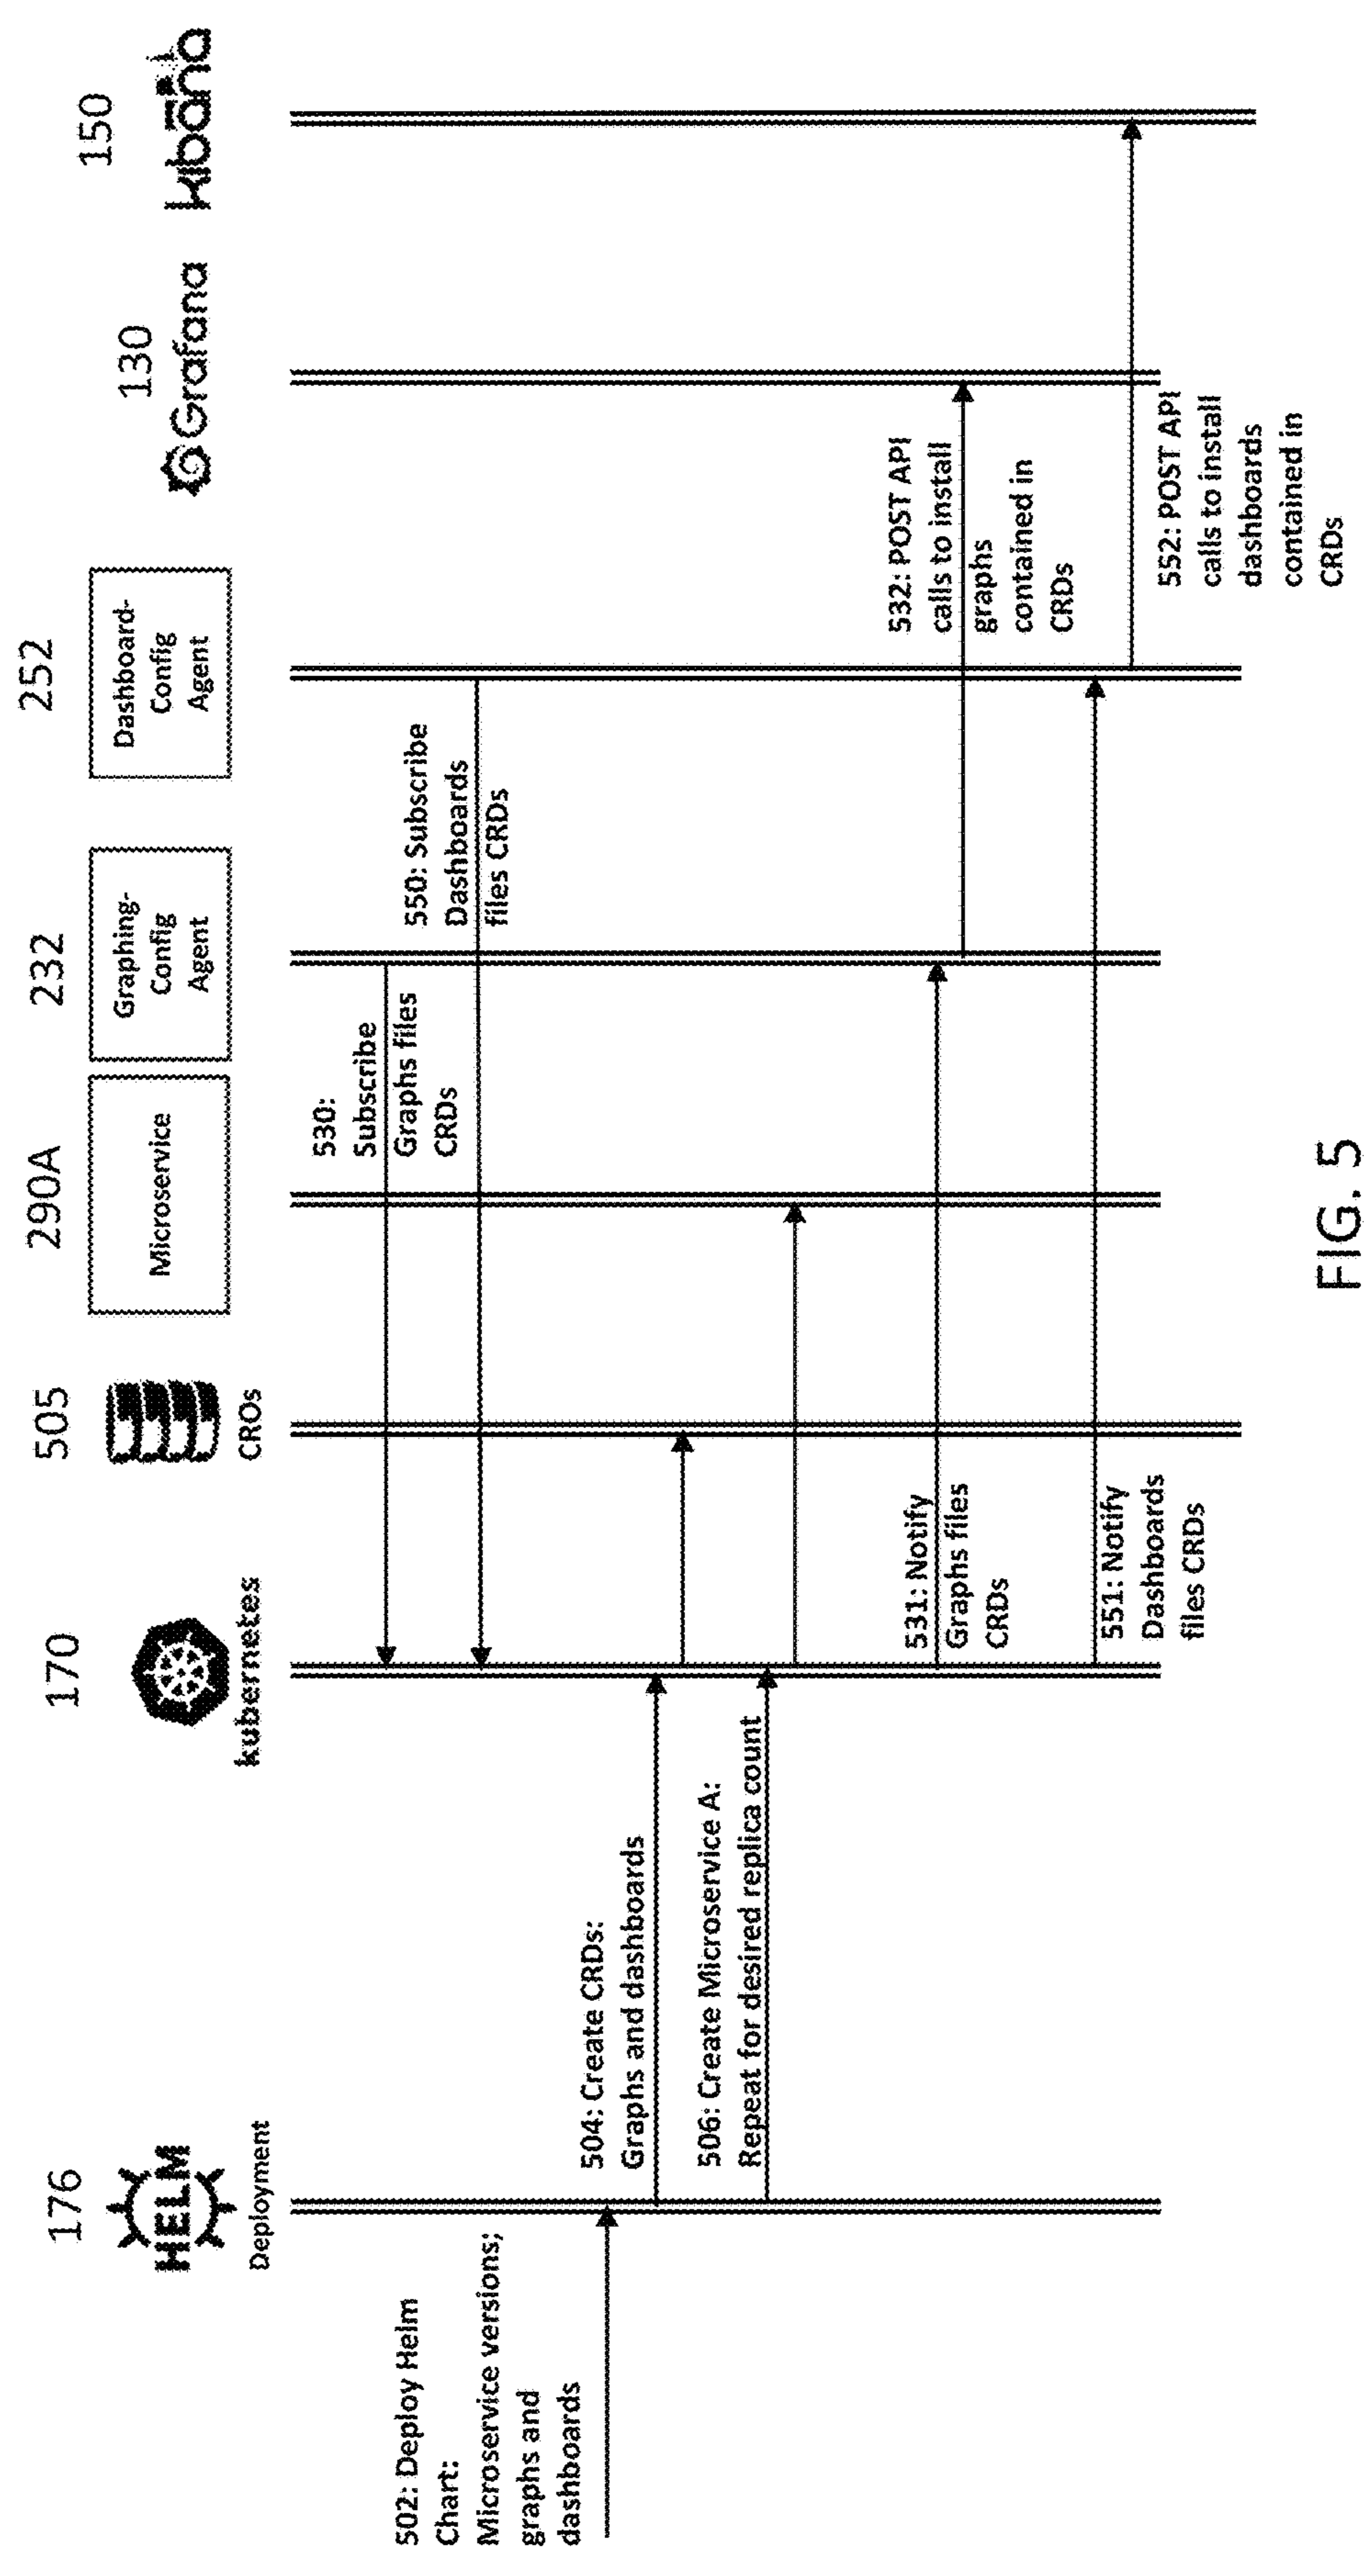 176
HELM
Deployment
170
kubernetes
505
CROs
290A
Microservice
232
Graphing-
Config
Agent
252
Dashboard-
Config
Agent
130
Grafana
150
kibana
530:
Subscribe
Graphs files
CRDs
550: Subscribe
Dashboards
files CRDs
502: Deploy Helm
Chart:
Microservice versions;
graphs and
dashboards
504: Create CRDs:
Graphs and dashboards
506: Create Microservice A:
Repeat for desired replica count
531: Notify
Graphs files
CRDs
532: POST API
calls to install
graphs
contained in
CRDs
551: Notify
Dashboards
files CRDs
552: POST API
calls to install
dashboards
contained in
CRDs
FIG. 5